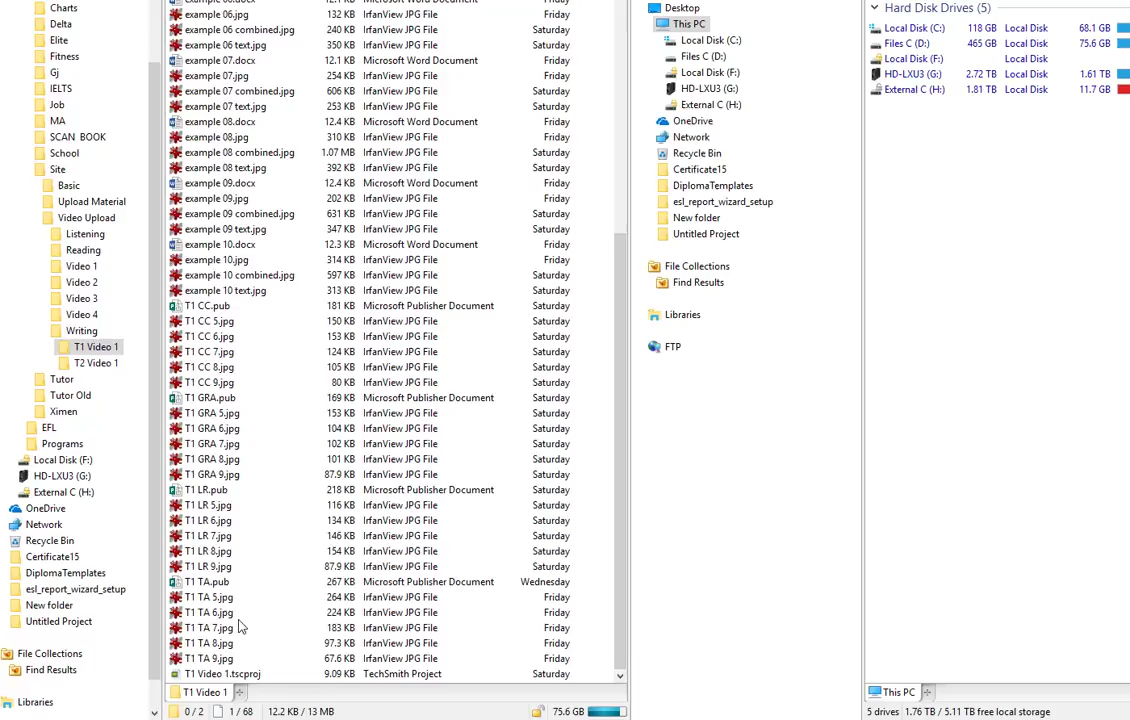 Charts
Delta
Elite
Fitness
Gj
IELTS
Job
MA
SCAN BOOK
School
Site
Basic
Upload Material
Video Upload
Listening
Reading
Video 1
Video 2
Video 3
Video 4
Writing
T1 Video 1
T2 Video 1
Tutor
Tutor Old
Ximen
EFL
Programs
Local Disk (F:)
HD-LXU3 (G:)
External C (H:)
OneDrive
Network
Recycle Bin
Certificate15
DiplomaTemplates
esl_report_wizard_setup
New folder
Untitled Project
File Collections
Find Results
Libraries
example 06.jpg 132 KB IrfanView JPG File Friday
example 06 combined.jpg 240 KB IrfanView JPG File Saturday
example 06 text.jpg 350 KB IrfanView JPG File Saturday
example 07.docx 12.1 KB Microsoft Word Document Friday
example 07.jpg 254 KB IrfanView JPG File Friday
example 07 combined.jpg 606 KB IrfanView JPG File Saturday
example 07 text.jpg 253 KB IrfanView JPG File Saturday
example 08.docx 12.4 KB Microsoft Word Document Friday
example 08.jpg 310 KB IrfanView JPG File Friday
example 08 combined.jpg 1.07 MB IrfanView JPG File Saturday
example 08 text.jpg 392 KB IrfanView JPG File Saturday
example 09.docx 12.4 KB Microsoft Word Document Friday
example 09.jpg 202 KB IrfanView JPG File Friday
example 09 combined.jpg 631 KB IrfanView JPG File Saturday
example 09 text.jpg 347 KB IrfanView JPG File Saturday
example 10.docx 12.3 KB Microsoft Word Document Friday
example 10.jpg 314 KB IrfanView JPG File Friday
example 10 combined.jpg 597 KB IrfanView JPG File Saturday
example 10 text.jpg 313 KB IrfanView JPG File Saturday
T1 CC.pub 181 KB Microsoft Publisher Document Saturday
T1 CC 5.jpg 150 KB IrfanView JPG File Saturday
T1 CC 6.jpg 153 KB IrfanView JPG File Saturday
T1 CC 7.jpg 124 KB IrfanView JPG File Saturday
T1 CC 8.jpg 105 KB IrfanView JPG File Saturday
T1 CC 9.jpg 80 KB IrfanView JPG File Saturday
T1 GRA.pub 169 KB Microsoft Publisher Document Saturday
T1 GRA 5.jpg 153 KB IrfanView JPG File Saturday
T1 GRA 6.jpg 104 KB IrfanView JPG File Saturday
T1 GRA 7.jpg 102 KB IrfanView JPG File Saturday
T1 GRA 8.jpg 101 KB IrfanView JPG File Saturday
T1 GRA 9.jpg 87.9 KB IrfanView JPG File Saturday
T1 LR.pub 218 KB Microsoft Publisher Document Saturday
T1 LR 5.jpg 116 KB IrfanView JPG File Saturday
T1 LR 6.jpg 134 KB IrfanView JPG File Saturday
T1 LR 7.jpg 146 KB IrfanView JPG File Saturday
T1 LR 8.jpg 154 KB IrfanView JPG File Saturday
T1 LR 9.jpg 87.9 KB IrfanView JPG File Saturday
T1 TA.pub 267 KB Microsoft Publisher Document Wednesday
T1 TA 5.jpg 264 KB IrfanView JPG File Friday
T1 TA 6.jpg 224 KB IrfanView JPG File Friday
T1 TA 7.jpg 183 KB IrfanView JPG File Friday
T1 TA 8.jpg 97.3 KB IrfanView JPG File Friday
T1 TA 9.jpg 67.6 KB IrfanView JPG File Friday
T1 Video 1.tscproj 9.09 KB TechSmith Project Saturday
T1 Video 1
0 / 2 1 / 68 12.2 KB / 13 MB 75.6 GB
Desktop
This PC
Local Disk (C:)
Files C (D:)
Local Disk (F:)
HD-LXU3 (G:)
External C (H:)
OneDrive
Network
Recycle Bin
Certificate15
DiplomaTemplates
esl_report_wizard_setup
New folder
Untitled Project
File Collections
Find Results
Libraries
FTP
Hard Disk Drives (5)
Local Disk (C:) 118 GB Local Disk 68.1 GB
Files C (D:) 465 GB Local Disk 75.6 GB
Local Disk (F:) Local Disk
HD-LXU3 (G:) 2.72 TB Local Disk 1.61 TB
External C (H:) 1.81 TB Local Disk 11.7 GB
This PC
5 drives 1.76 TB / 5.11 TB free local storage